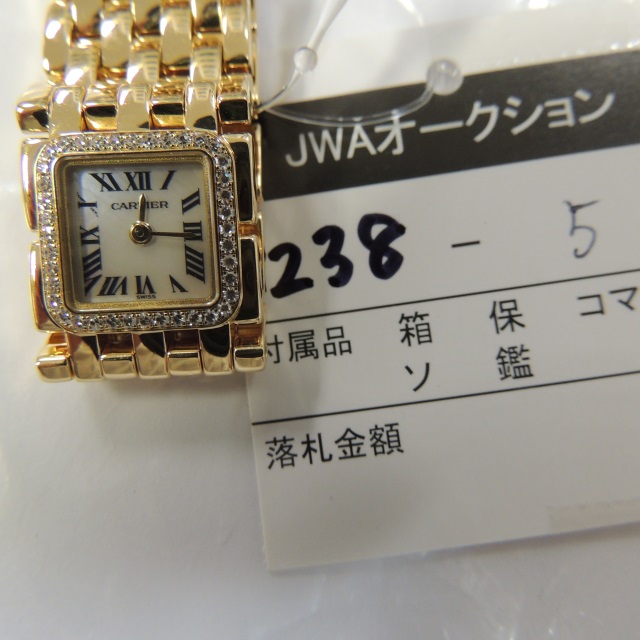 XII
CARTIER
SWISS
JWAオークション
238 - 5
付属品 箱 保 コマ
ソ 鑑
落札金額